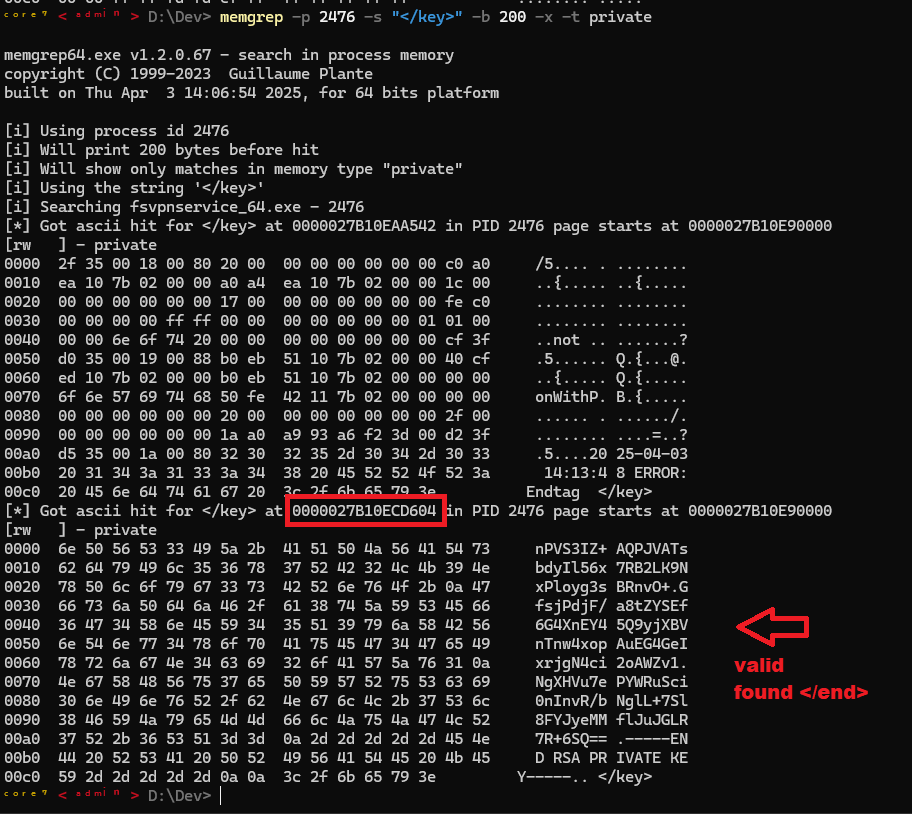 core7 < admin > D:\Dev> memgrep -p 2476 -s "</key>" -b 200 -x -t private
memgrep64.exe v1.2.0.67 - search in process memory
copyright (C) 1999-2023  Guillaume Plante
built on Thu Apr  3 14:06:54 2025, for 64 bits platform
[i] Using process id 2476
[i] Will print 200 bytes before hit
[i] Will show only matches in memory type "private"
[i] Using the string '</key>'
[i] Searching fsvpnservice_64.exe - 2476
[*] Got ascii hit for </key> at 0000027B10EAA542 in PID 2476 page starts at 0000027B10E90000
[rw   ] - private
0000  2f 35 00 18 00 80 20 00  00 00 00 00 00 00 c0 a0     /5.... . ........
0010  ea 10 7b 02 00 00 a0 a4  ea 10 7b 02 00 00 1c 00     ..{..... ..{.....
0020  00 00 00 00 00 00 17 00  00 00 00 00 00 00 fe c0     ........ ........
0030  00 00 00 00 ff ff 00 00  00 00 00 00 00 01 01 00     ........ ........
0040  00 00 6e 6f 74 20 00 00  00 00 00 00 00 00 cf 3f     ..not .. .......?
0050  d0 35 00 19 00 88 b0 eb  51 10 7b 02 00 00 40 cf     .5...... Q.{...@.
0060  ed 10 7b 02 00 00 b0 eb  51 10 7b 02 00 00 00 00     ..{..... Q.{.....
0070  6f 6e 57 69 74 68 50 fe  42 11 7b 02 00 00 00 00     onWithP. B.{.....
0080  00 00 00 00 00 00 20 00  00 00 00 00 00 00 2f 00     ...... . ....../.
0090  00 00 00 00 00 00 1a a0  a9 93 a6 f2 3d 00 d2 3f     ........ ....=..?
00a0  d5 35 00 1a 00 80 32 30  32 35 2d 30 34 2d 30 33     .5....20 25-04-03
00b0  20 31 34 3a 31 33 3a 34  38 20 45 52 52 4f 52 3a      14:13:4 8 ERROR:
00c0  20 45 6e 64 74 61 67 20  3c 2f 6b 65 79 3e      Endtag  </key>
[*] Got ascii hit for </key> at 0000027B10ECD604 in PID 2476 page starts at 0000027B10E90000
[rw   ] - private
0000  6e 50 56 53 33 49 5a 2b  41 51 50 4a 56 41 54 73     nPVS3IZ+ AQPJVATs
0010  62 64 79 49 6c 35 36 78  37 52 42 32 4c 4b 39 4e     bdyIl56x 7RB2LK9N
0020  78 50 6c 6f 79 67 33 73  42 52 6e 76 4f 2b 0a 47     xPloyg3s BRnvO+.G
0030  66 73 6a 50 64 6a 46 2f  61 38 74 5a 59 53 45 66     fsjPdjF/ a8tZYSEf
0040  36 47 34 58 6e 45 59 34  35 51 39 79 6a 58 42 56     6G4XnEY4 5Q9yjXBV
0050  6e 54 6e 77 34 78 6f 70  41 75 45 47 34 47 65 49     nTnw4xop AuEG4GeI
0060  78 72 6a 67 4e 34 63 69  32 6f 41 57 5a 76 31 0a     xrjgN4ci 2oAWZv1.
0070  4e 67 58 48 56 75 37 65  50 59 57 52 75 53 63 69     NgXHVu7e PYWRuSci
0080  30 6e 49 6e 76 52 2f 62  4e 67 6c 4c 2b 37 53 6c     0nInvR/b NglL+7Sl
0090  38 46 59 4a 79 65 4d 4d  66 6c 4a 75 4a 47 4c 52     8FYJyeMM flJuJGLR
00a0  37 52 2b 36 53 51 3d 3d  0a 2d 2d 2d 2d 2d 45 4e     7R+6SQ== .-----EN
00b0  44 20 52 53 41 20 50 52  49 56 41 54 45 20 4b 45     D RSA PR IVATE KE
00c0  59 2d 2d 2d 2d 2d 0a 0a  3c 2f 6b 65 79 3e      Y-----.. </key>
valid
found </end>
core7 < admin > D:\Dev>